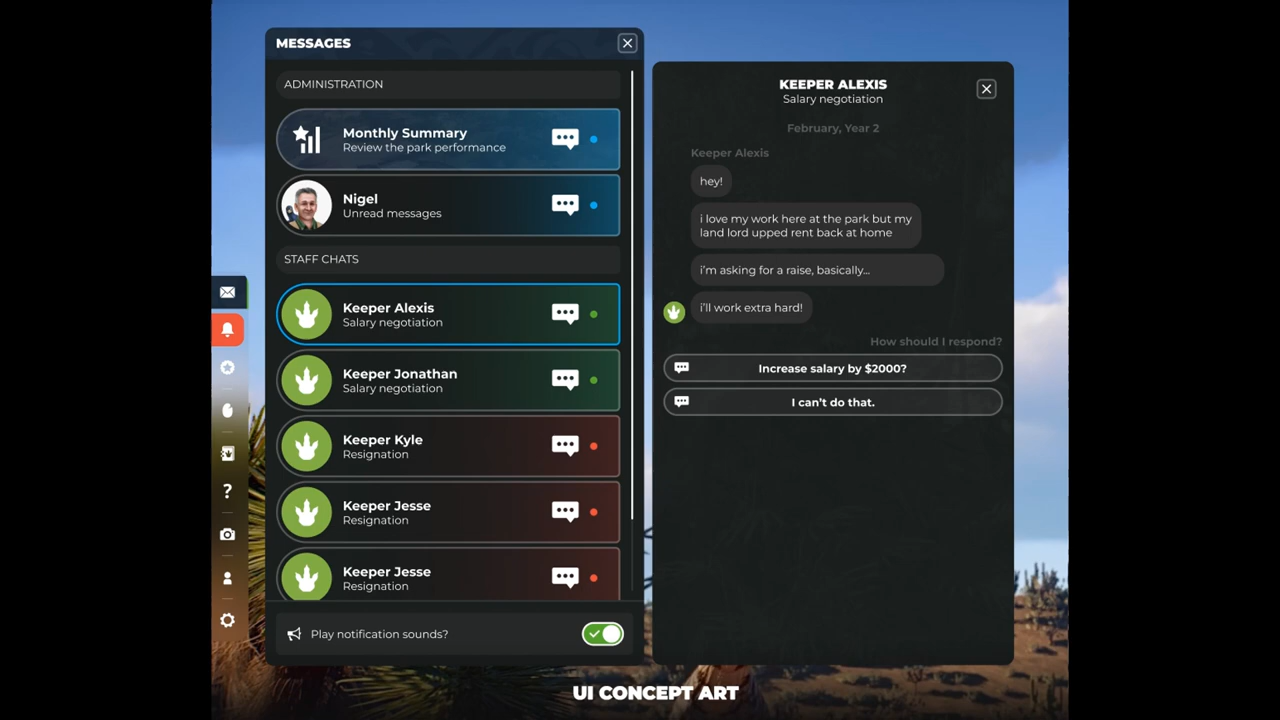 MESSAGES
ADMINISTRATION
Monthly Summary
Review the park performance
Nigel
Unread messages
STAFF CHATS
Keeper Alexis
Salary negotiation
Keeper Jonathan
Salary negotiation
Keeper Kyle
Resignation
Keeper Jesse
Resignation
Keeper Jesse
Resignation
Play notification sounds?
KEEPER ALEXIS
Salary negotiation
February, Year 2
Keeper Alexis
hey!
i love my work here at the park but my
land lord upped rent back at home
i'm asking for a raise, basically...
i'll work extra hard!
How should I respond?
Increase salary by $2000?
I can't do that.
?
UI CONCEPT ART